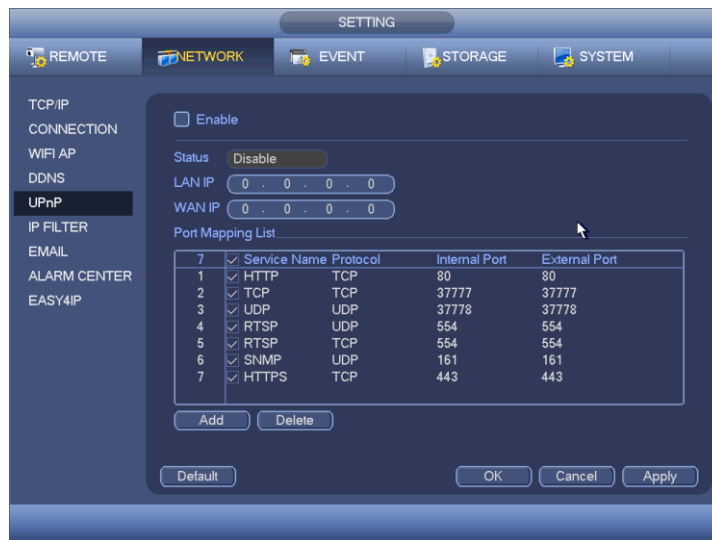 SETTING
REMOTE NETWORK EVENT STORAGE SYSTEM
TCP/IP
CONNECTION
WIFI AP
DDNS
UPnP
IP FILTER
EMAIL
ALARM CENTER
EASY4IP
Enable
Status Disable
LAN IP 0 . 0 . 0 . 0
WAN IP 0 . 0 . 0 . 0
Port Mapping List
7 Service Name Protocol Internal Port External Port
1 HTTP TCP 80 80
2 TCP TCP 37777 37777
3 UDP UDP 37778 37778
4 RTSP UDP 554 554
5 RTSP TCP 554 554
6 SNMP UDP 161 161
7 HTTPS TCP 443 443
Add Delete
Default OK Cancel Apply